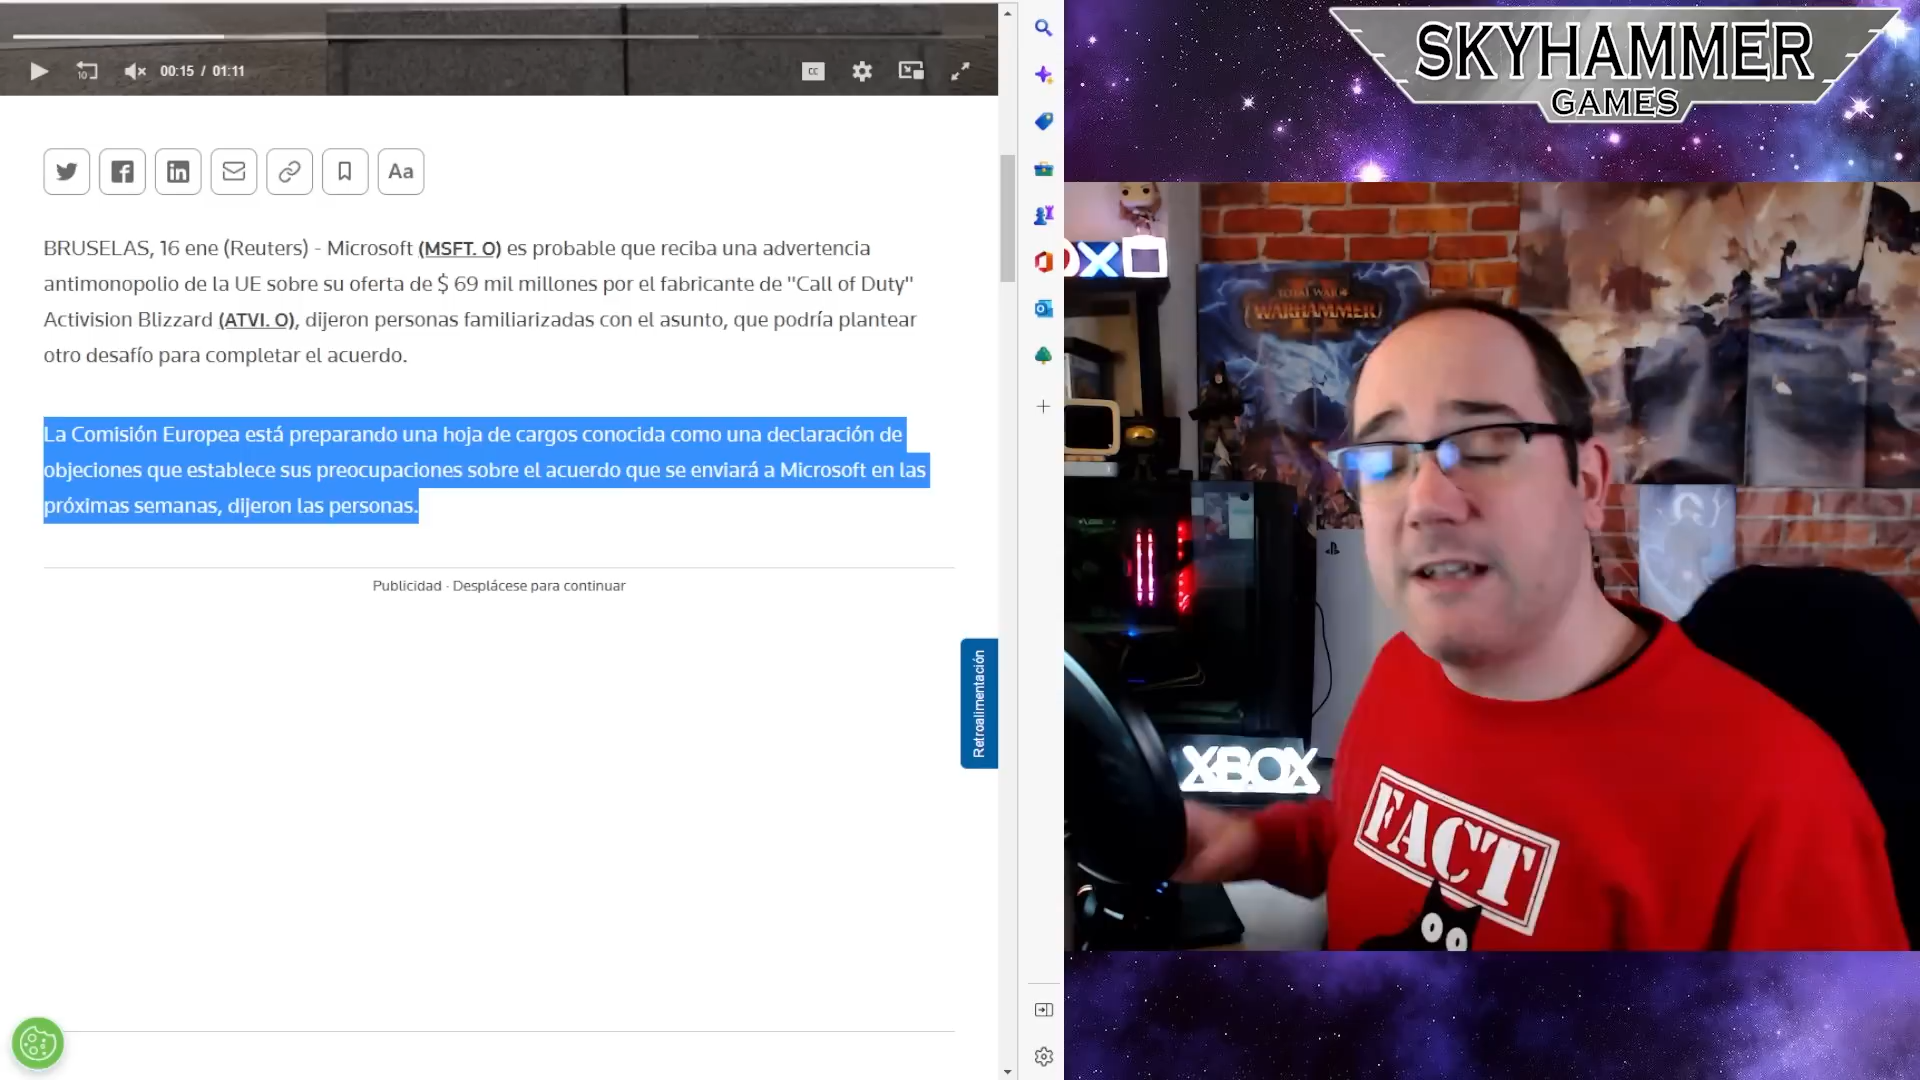 00:15 / 01:11
CC
10
Aa
BRUSELAS, 16 ene (Reuters) - Microsoft (MSFT. O) es probable que reciba una advertencia
antimonopolio de la UE sobre su oferta de $ 69 mil millones por el fabricante de "Call of Duty"
Activision Blizzard (ATVI. O), dijeron personas familiarizadas con el asunto, que podría plantear
otro desafío para completar el acuerdo.
La Comisión Europea está preparando una hoja de cargos conocida como una declaración de
objeciones que establece sus preocupaciones sobre el acuerdo que se enviará a Microsoft en las
próximas semanas, dijeron las personas.
Publicidad · Desplácese para continuar
Retroalimentación
SKYHAMMER
GAMES
TOTAL WAR
WARHAMMER
XBOX
FACT